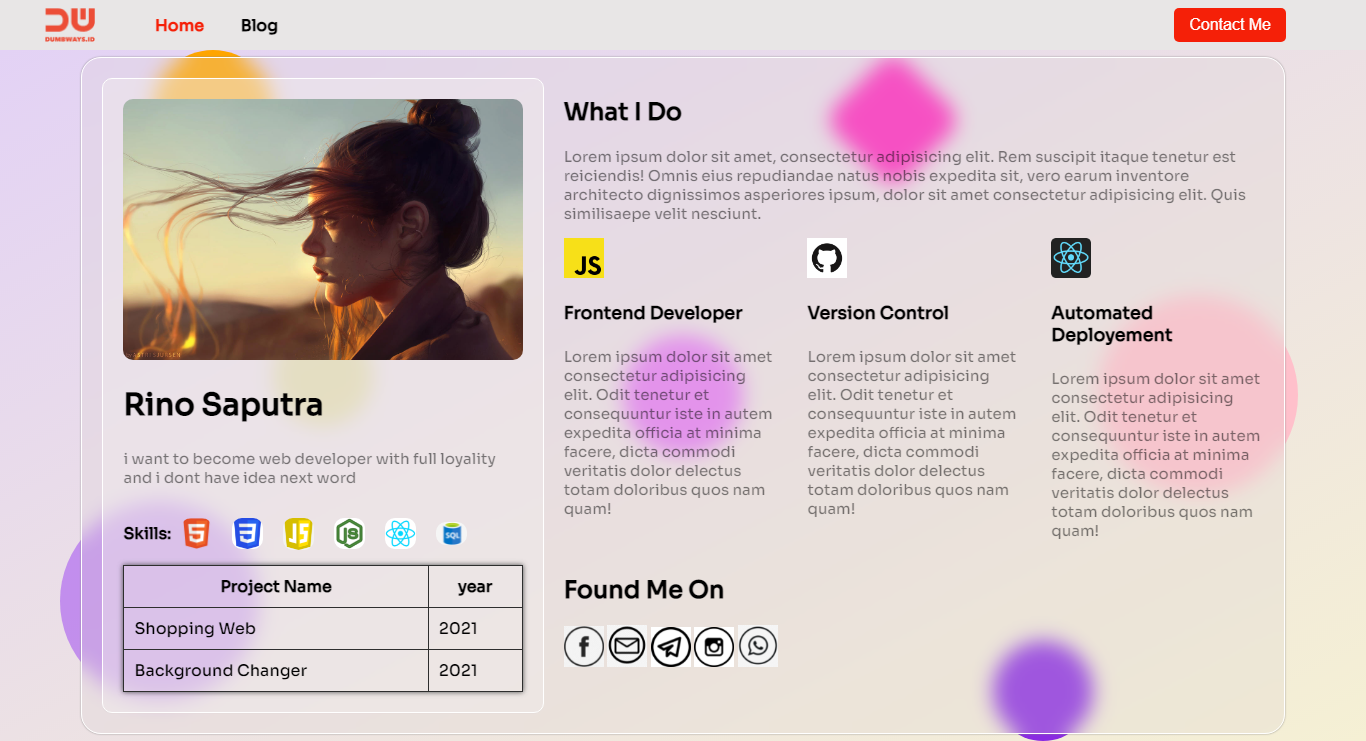 DUMBWAYS.ID
Home
Blog
Contact Me
Rino Saputra
i want to become web developer with full loyality
and i dont have idea next word
Skills:
JS
SQL
Project Name year
Shopping Web 2021
Background Changer 2021
What I Do
Lorem ipsum dolor sit amet, consectetur adipisicing elit. Rem suscipit itaque tenetur est
reiciendis! Omnis eius repudiandae natus nobis expedita sit, vero earum inventore
architecto dignissimos asperiores ipsum, dolor sit amet consectetur adipisicing elit. Quis
similisaepe velit nesciunt.
JS
Frontend Developer
Lorem ipsum dolor sit amet
consectetur adipisicing
elit. Odit tenetur et
consequuntur iste in autem
expedita officia at minima
facere, dicta commodi
veritatis dolor delectus
totam doloribus quos nam
quam!
Version Control
Lorem ipsum dolor sit amet
consectetur adipisicing
elit. Odit tenetur et
consequuntur iste in autem
expedita officia at minima
facere, dicta commodi
veritatis dolor delectus
totam doloribus quos nam
quam!
Automated
Deployement
Lorem ipsum dolor sit amet
consectetur adipisicing
elit. Odit tenetur et
consequuntur iste in autem
expedita officia at minima
facere, dicta commodi
veritatis dolor delectus
totam doloribus quos nam
quam!
Found Me On